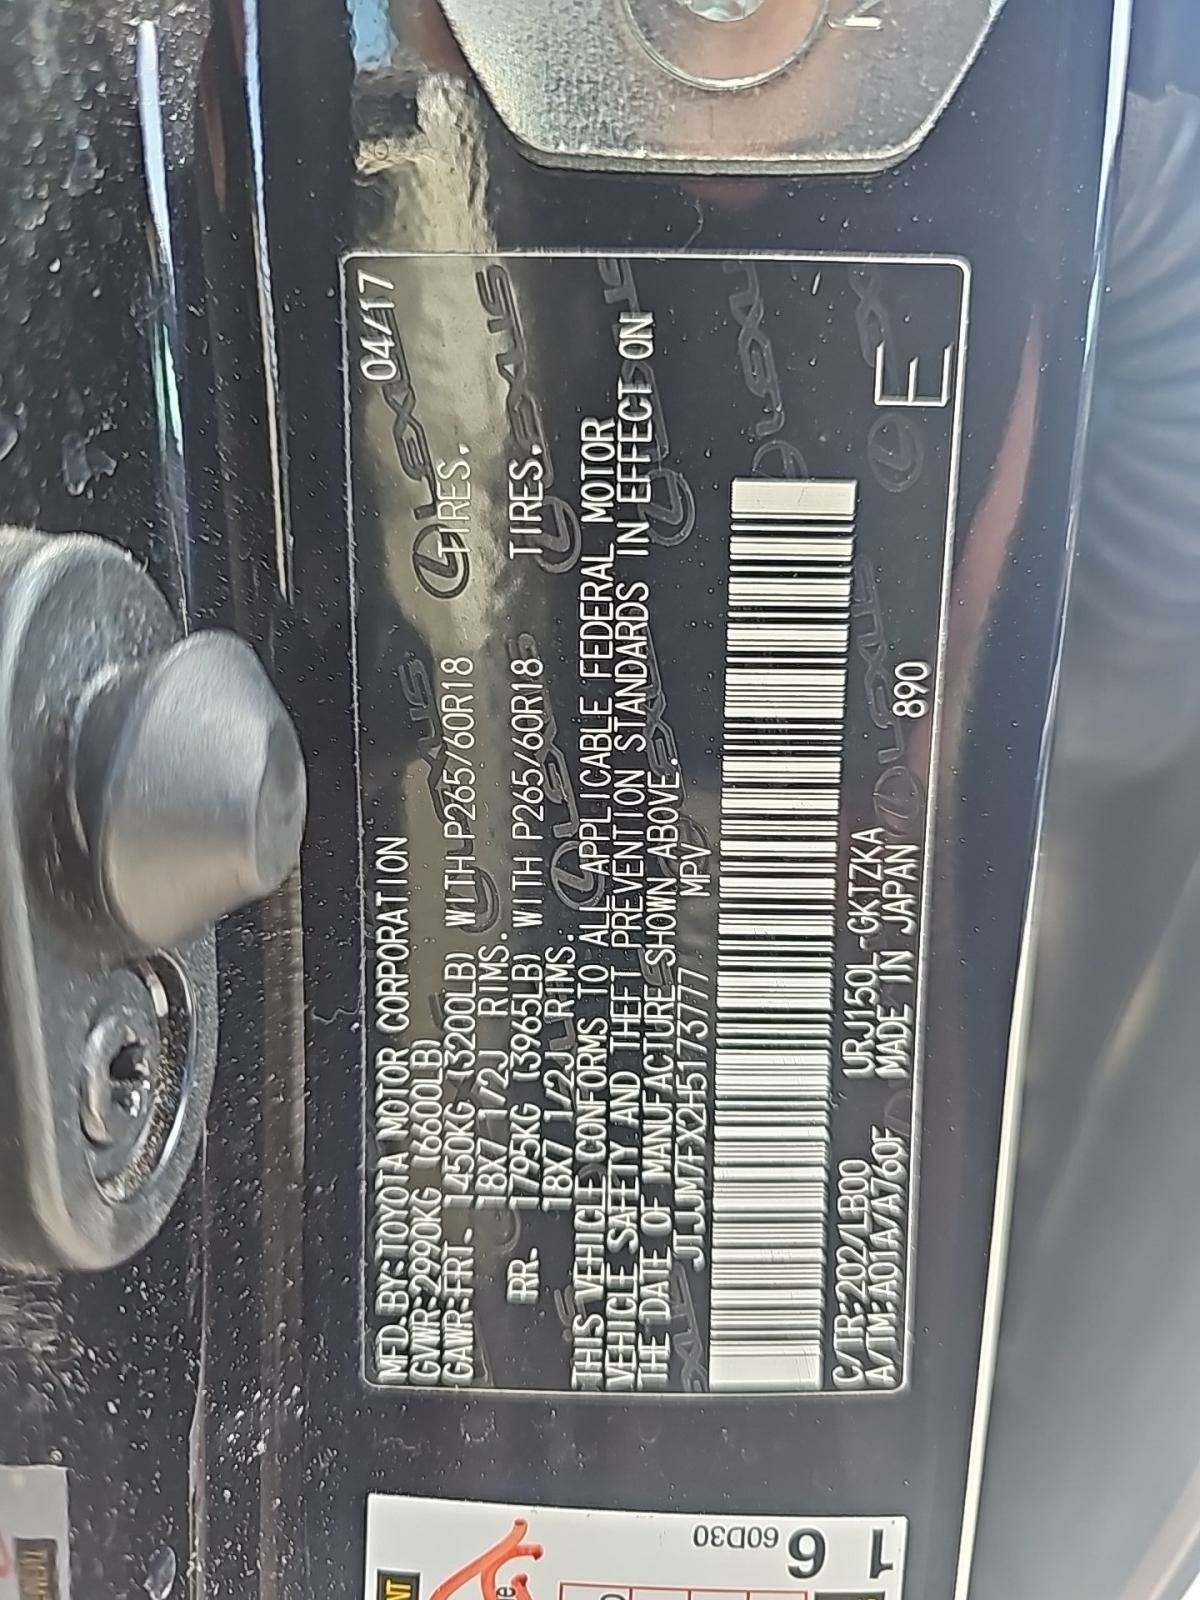 04/17
MFD. BY: TOYOTA MOTOR CORPORATION
GVWR: 2990KG (6600LB)
GAWR: FRT- 1450KG (3200LB) WITH P265/60R18 TIRES.
18X7 1/2J RIMS.
RR- 1795KG (3965LB) WITH P265/60R18 TIRES.
18X7 1/2J RIMS.
THIS VEHICLE CONFORMS TO ALL APPLICABLE FEDERAL MOTOR
VEHICLE SAFETY AND THEFT PREVENTION STANDARDS IN EFFECT ON
THE DATE OF MANUFACTURE SHOWN ABOVE.
JTJJM7FX2H5173777 MPV
C/TR: 202/LB00 URJ150L-GKTZKA
A/TM: A01A/A760F MADE IN JAPAN 890
E
LEXUS
60D30
1 6